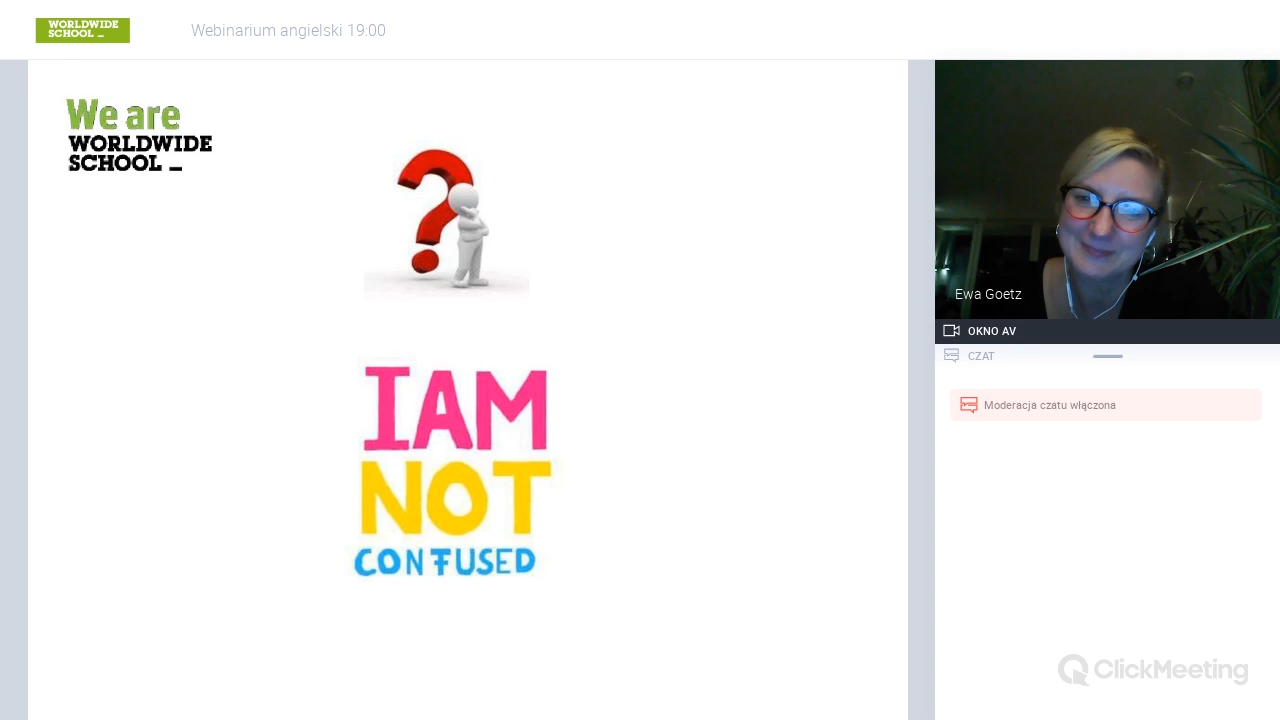 WORLDWIDE
SCHOOL _
Webinarium angielski 19:00
We are
WORLDWIDE
SCHOOL _
I AM
NOT
CONFUSED
Ewa Goetz
OKNO AV
CZAT
Moderacja czatu włączona
ClickMeeting